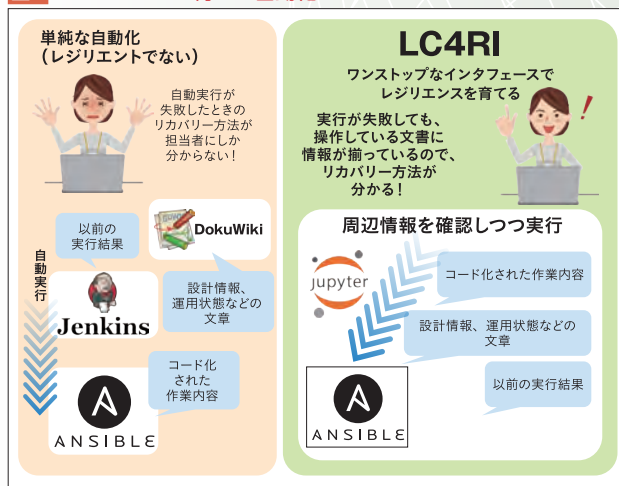 単純な自動化
(レジリエントでない)
自動実行が
失敗したときの
リカバリー方法が
担当者にしか
分からない!
以前の
実行結果
DokuWiki
自動実行
Jenkins
設計情報、
運用状態などの
文章
コード化
された
作業内容
ANSIBLE
LC4RI
ワンストップなインタフェースで
レジリエンスを育てる
実行が失敗しても、
操作している文書に
情報が揃っているので、
リカバリー方法が
分かる!
!
周辺情報を確認しつつ実行
jupyter
コード化された作業内容
設計情報、運用状態などの
文章
以前の実行結果
ANSIBLE